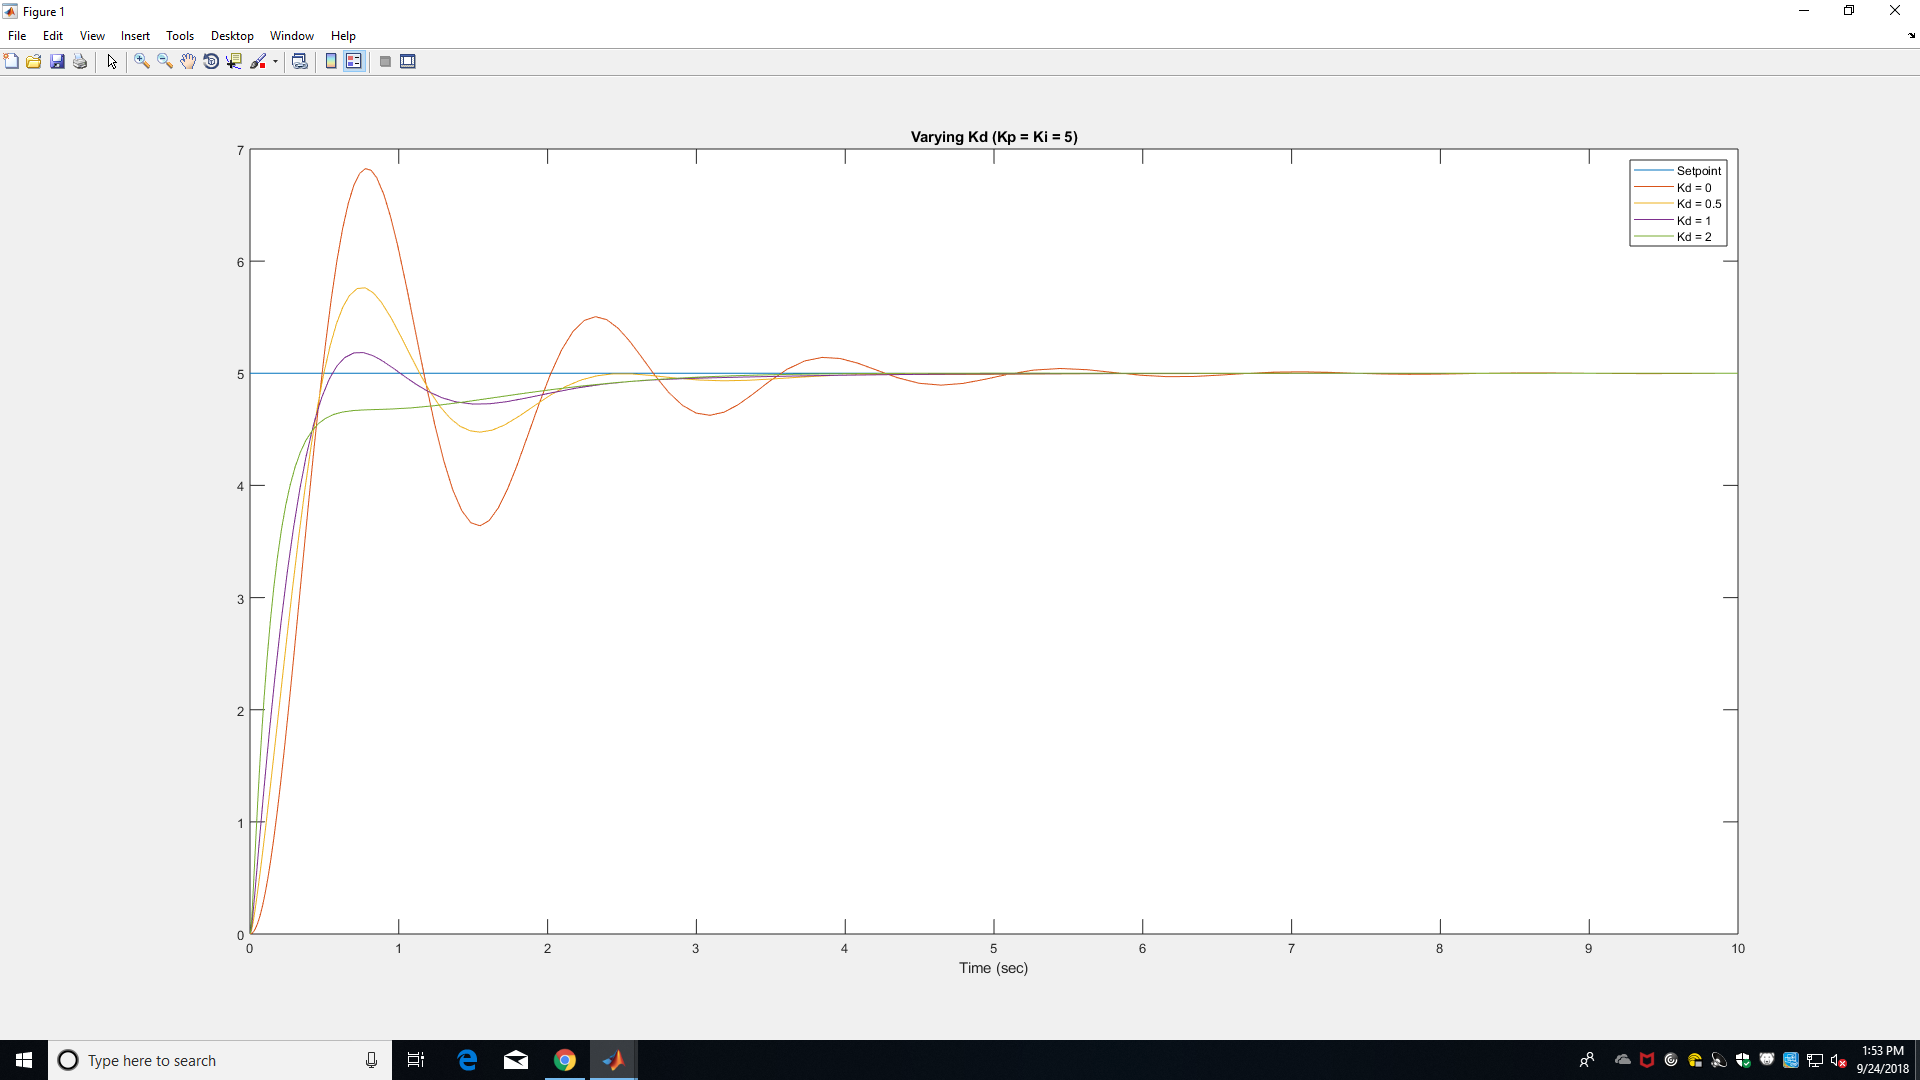 Figure 1
File Edit View Insert Tools Desktop Window Help
Varying Kd (Kp = Ki = 5)
7
6
5
4
3
2
1
0
Setpoint
Kd = 0
Kd = 0.5
Kd = 1
Kd = 2
0 1 2 3 4 5 6 7 8 9 10
Time (sec)
Type here to search
1:53 PM
9/24/2018